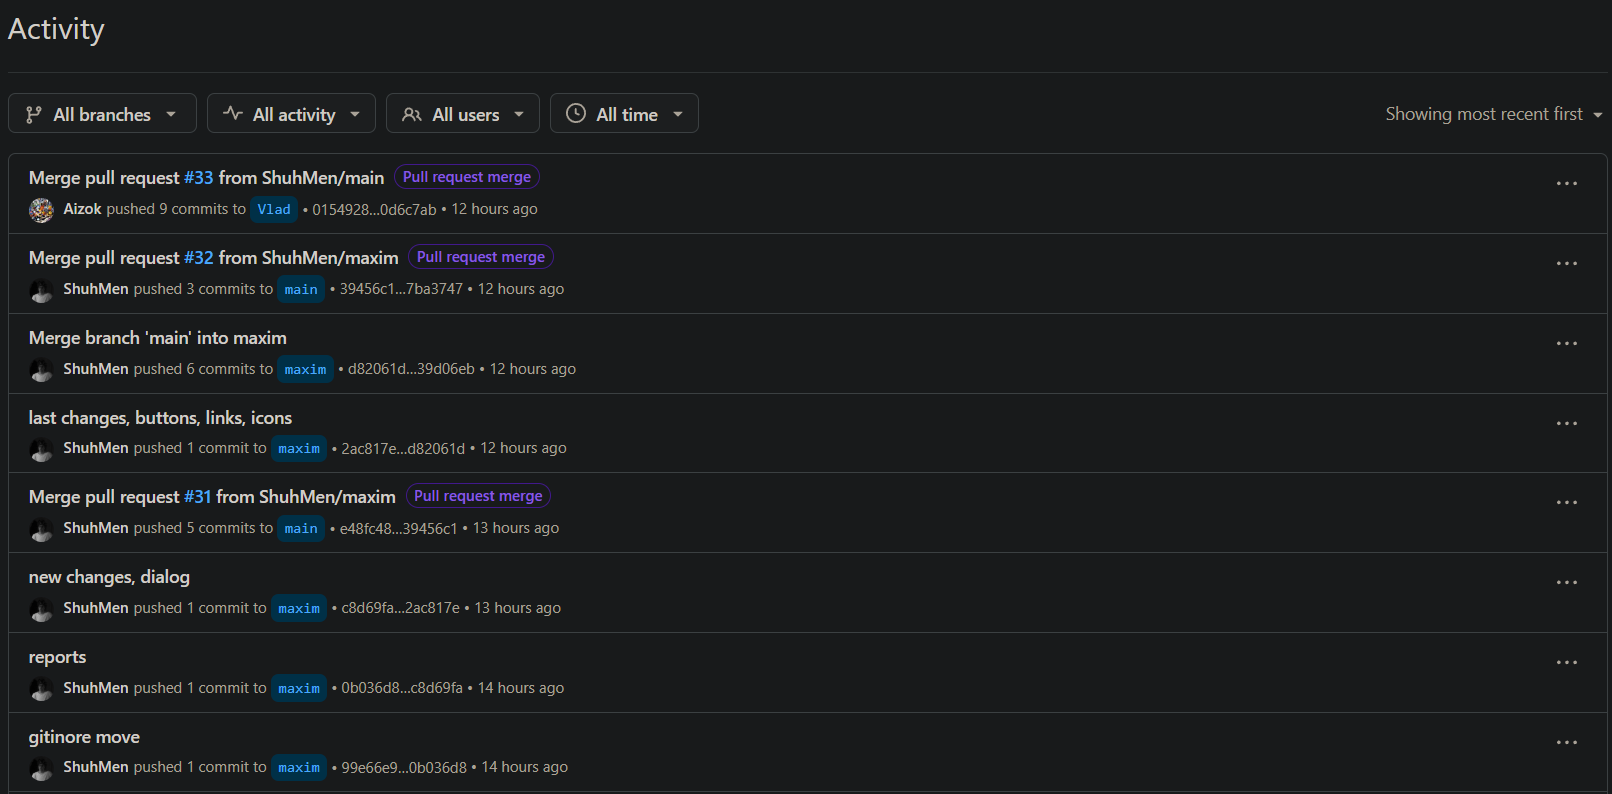 Activity
All branches All activity All users All time Showing most recent first
Merge pull request #33 from ShuhMen/main Pull request merge
Aizok pushed 9 commits to Vlad • 0154928...0d6c7ab • 12 hours ago
Merge pull request #32 from ShuhMen/maxim Pull request merge
ShuhMen pushed 3 commits to main • 39456c1...7ba3747 • 12 hours ago
Merge branch 'main' into maxim
ShuhMen pushed 6 commits to maxim • d82061d...39d06eb • 12 hours ago
last changes, buttons, links, icons
ShuhMen pushed 1 commit to maxim • 2ac817e...d82061d • 12 hours ago
Merge pull request #31 from ShuhMen/maxim Pull request merge
ShuhMen pushed 5 commits to main • e48fc48...39456c1 • 13 hours ago
new changes, dialog
ShuhMen pushed 1 commit to maxim • c8d69fa...2ac817e • 13 hours ago
reports
ShuhMen pushed 1 commit to maxim • 0b036d8...c8d69fa • 14 hours ago
gitinore move
ShuhMen pushed 1 commit to maxim • 99e66e9...0b036d8 • 14 hours ago